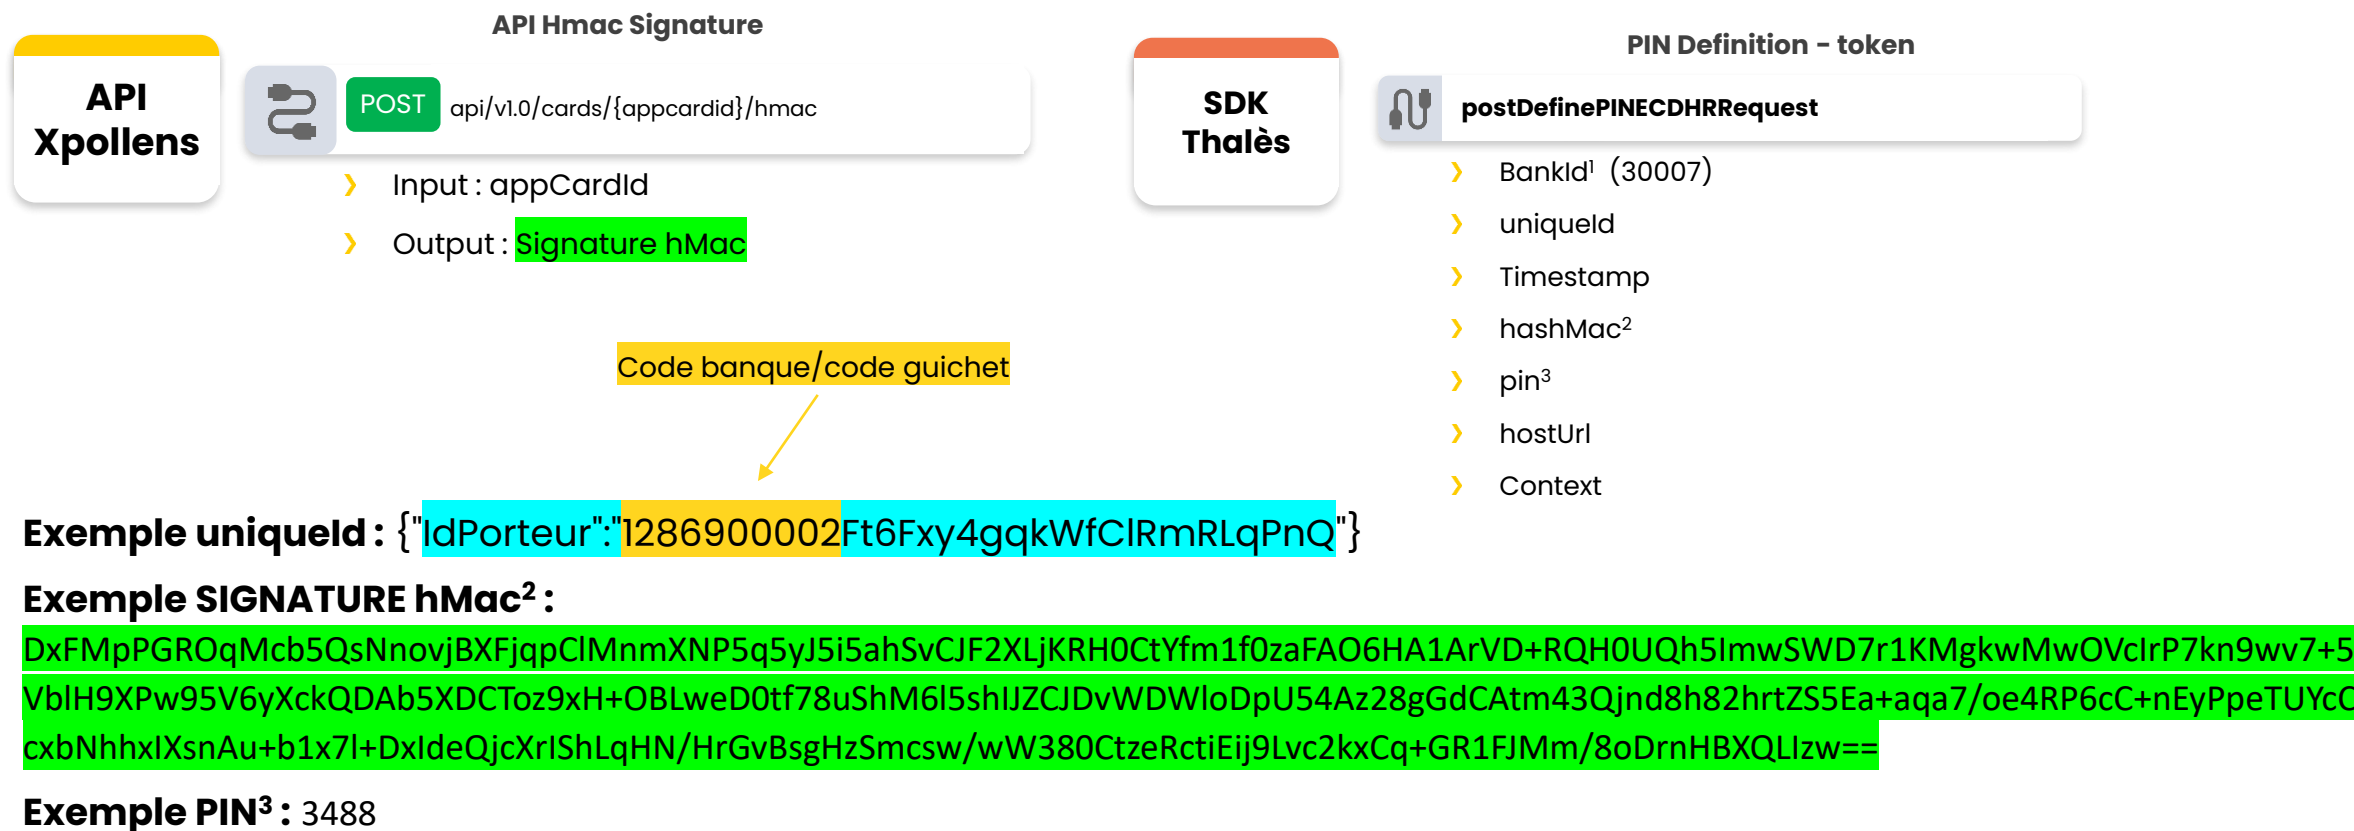 API Hmac Signature
API
Xpollens
POST api/v1.0/cards/{appcardid}/hmac
› Input : appCardId
› Output : Signature hMac
PIN Definition - token
SDK
Thalès
postDefinePINECDHRRequest
› BankId¹ (30007)
› uniqueId
› Timestamp
› hashMac²
› pin³
› hostUrl
› Context
Code banque/code guichet
Exemple uniqueId : {"IdPorteur":"1286900002Ft6Fxy4gqkWfClRmRLqPnQ"}
Exemple SIGNATURE hMac² :
DxFMpPGROqMcb5QsNnovjBXFjqpClMnmXNP5q5yJ5i5ahSvCJF2XLjKRH0CtYfm1f0zaFAO6HA1ArVD+RQH0UQh5ImwSWD7r1KMgkwMwOVcIrP7kn9wv7+5
VblH9XPw95V6yXckQDAb5XDCToz9xH+OBLweD0tf78uShM6l5shIJZCJDvWDWloDpU54Az28gGdCAtm43Qjnd8h82hrtZS5Ea+aqa7/oe4RP6cC+nEyPpeTUYcC
cxbNhhxIXsnAu+b1x7l+DxIdeQjcXrIShLqHN/HrGvBsgHzSmcsw/wW380CtzeRctiEij9Lvc2kxCq+GR1FJMm/8oDrnHBXQLIzw==
Exemple PIN³ : 3488